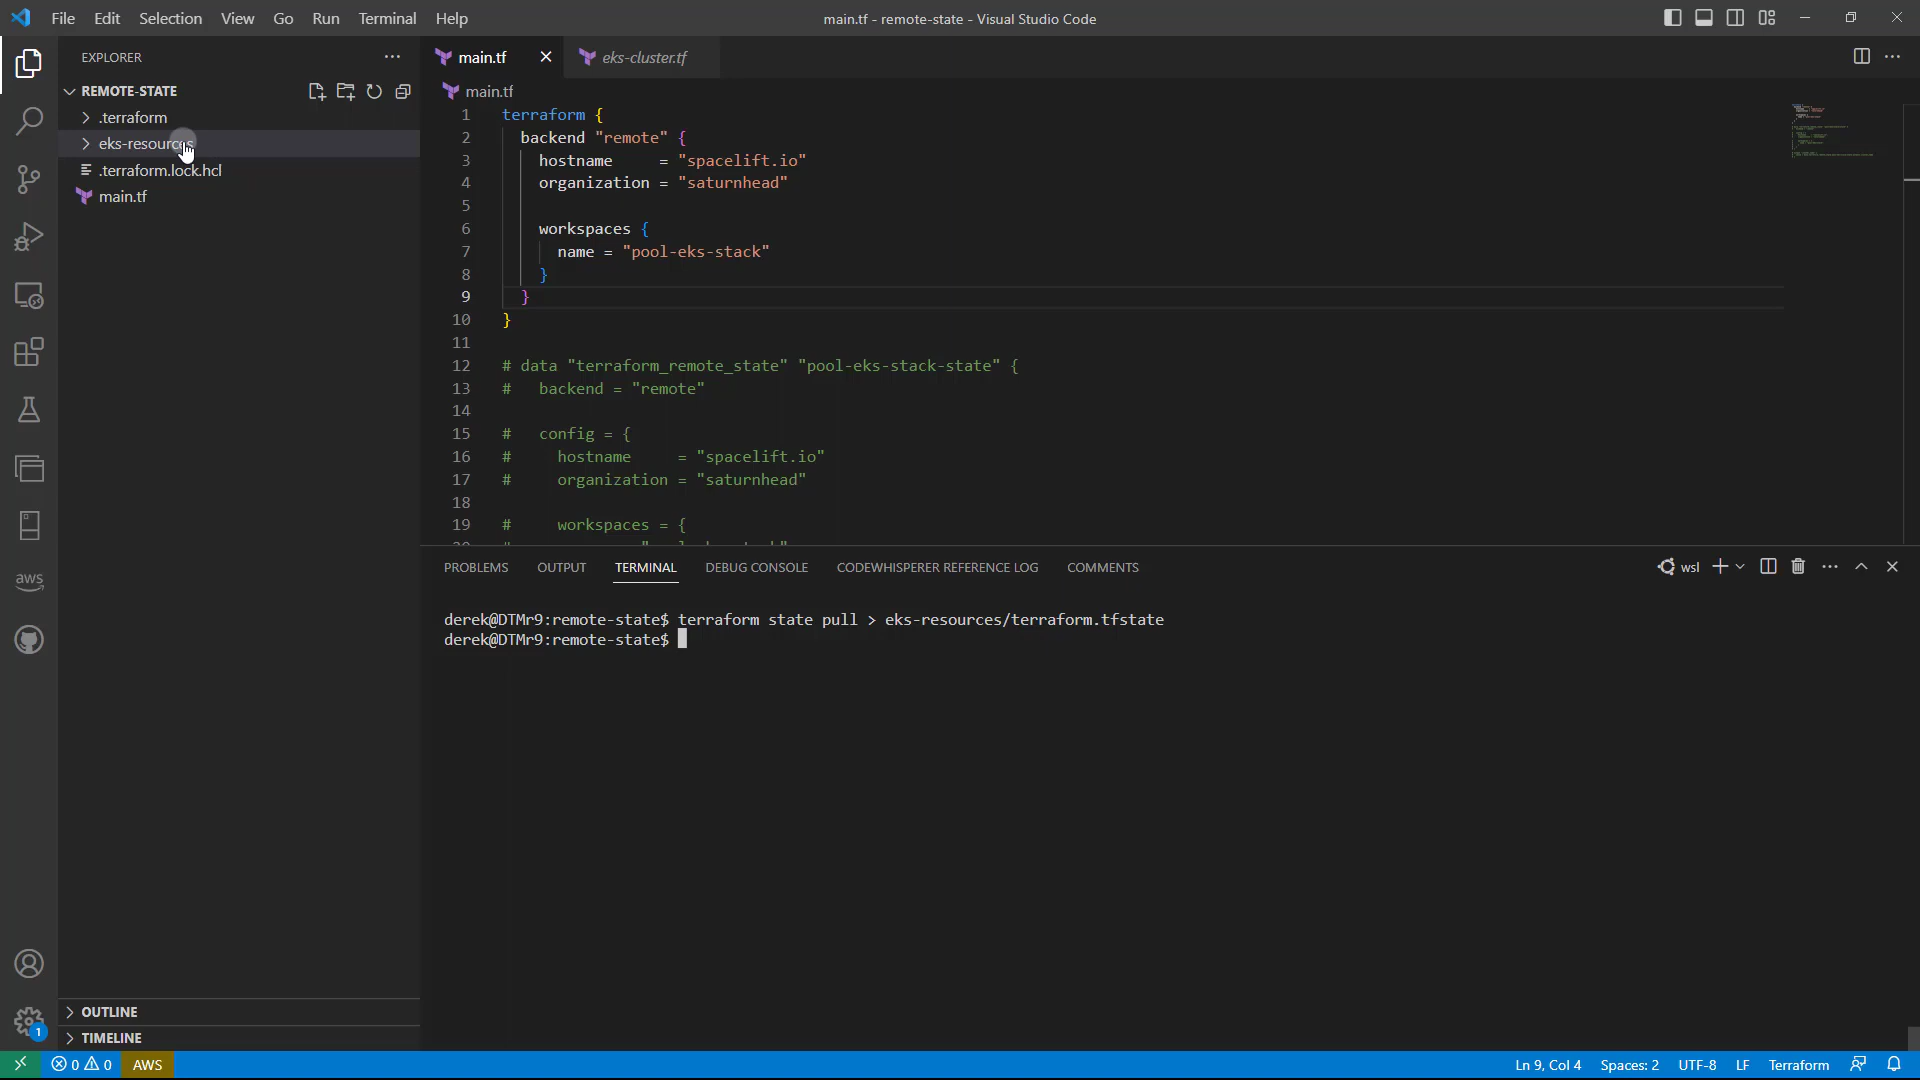 File Edit Selection View Go Run Terminal Help
main.tf - remote-state - Visual Studio Code
EXPLORER
REMOTE-STATE
.terraform
eks-resources
.terraform.lock.hcl
main.tf
main.tf
eks-cluster.tf
main.tf
1 terraform {
2 backend "remote" {
3 hostname = "spacelift.io"
4 organization = "saturnhead"
5
6 workspaces {
7 name = "pool-eks-stack"
8 }
9 }
10 }
11
12 # data "terraform_remote_state" "pool-eks-stack-state" {
13 # backend = "remote"
14
15 # config = {
16 # hostname = "spacelift.io"
17 # organization = "saturnhead"
18
19 # workspaces = {
PROBLEMS OUTPUT TERMINAL DEBUG CONSOLE CODEWHISPERER REFERENCE LOG COMMENTS
wsl
derek@DTMr9:remote-state$ terraform state pull > eks-resources/terraform.tfstate
derek@DTMr9:remote-state$
aws
1
OUTLINE
TIMELINE
0 0 AWS
Ln 9, Col 4 Spaces: 2 UTF-8 LF Terraform